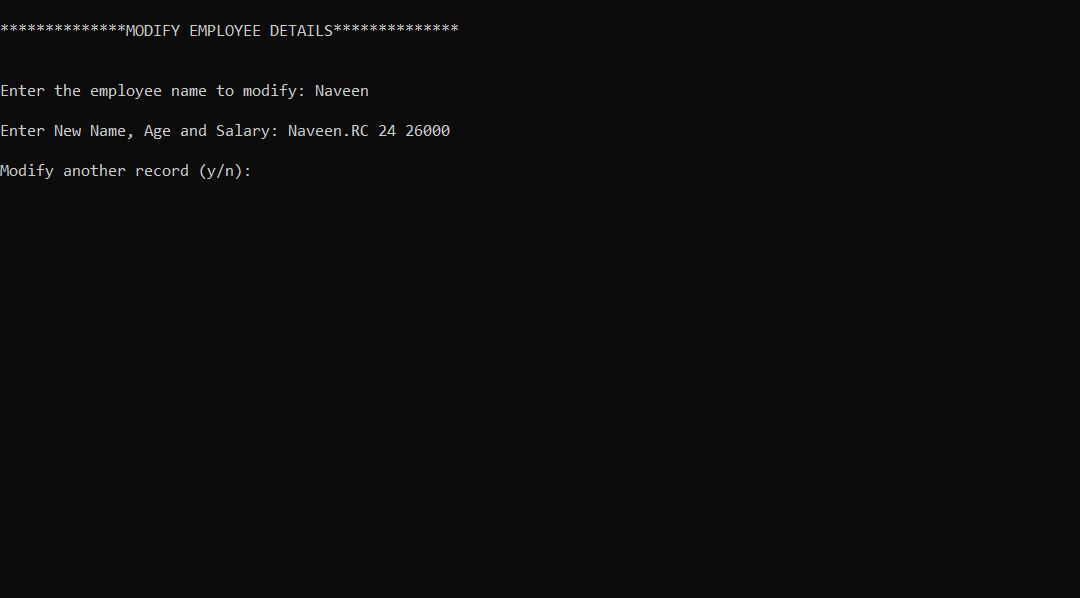 **************MODIFY EMPLOYEE DETAILS**************
Enter the employee name to modify: Naveen
Enter New Name, Age and Salary: Naveen.RC 24 26000
Modify another record (y/n):